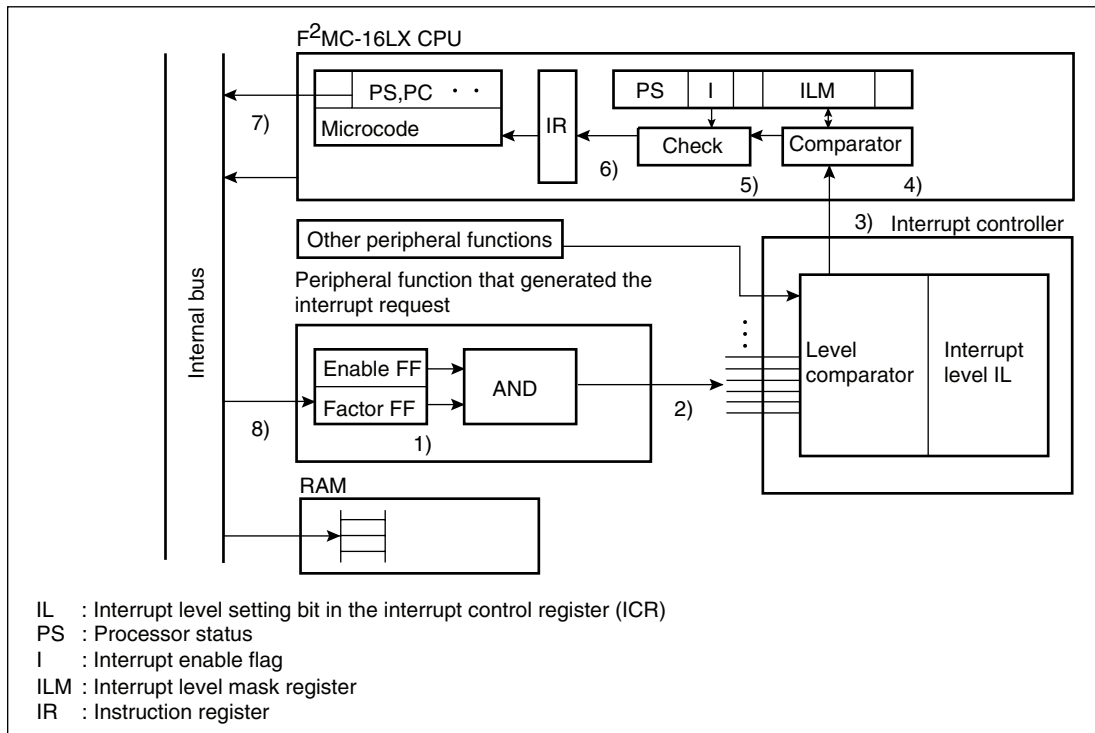 F²MC-16LX CPU
PS,PC · ·
Microcode
IR
PS I ILM
Check
Comparator
7)
6)
5)
4)
3)
Interrupt controller
Other peripheral functions
Peripheral function that generated the
interrupt request
Internal bus
Enable FF
Factor FF
AND
Level
comparator
Interrupt
level IL
2)
8)
1)
RAM
IL : Interrupt level setting bit in the interrupt control register (ICR)
PS : Processor status
I : Interrupt enable flag
ILM : Interrupt level mask register
IR : Instruction register